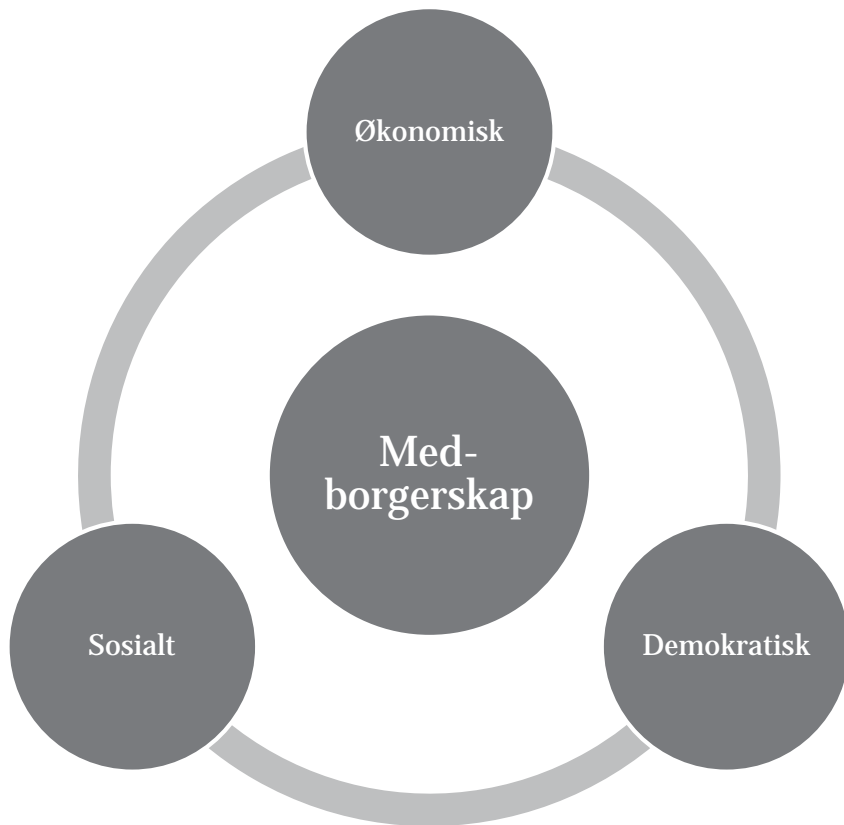 Økonomisk
Med-
borgerskap
Sosialt
Demokratisk